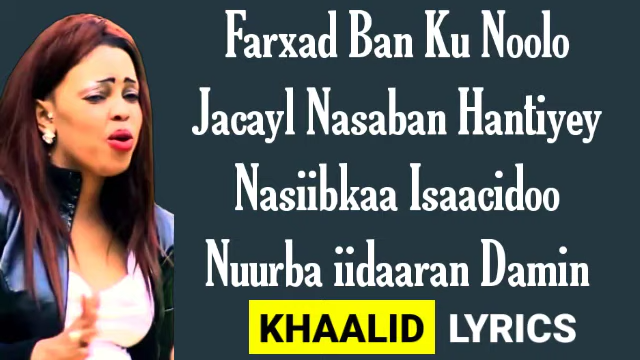 Farxad Ban Ku Noolo
Jacayl Nasaban Hantiyey
Nasiibkaa Isaacidoo
Nuurba iidaaran Damin
KHAALID LYRICS